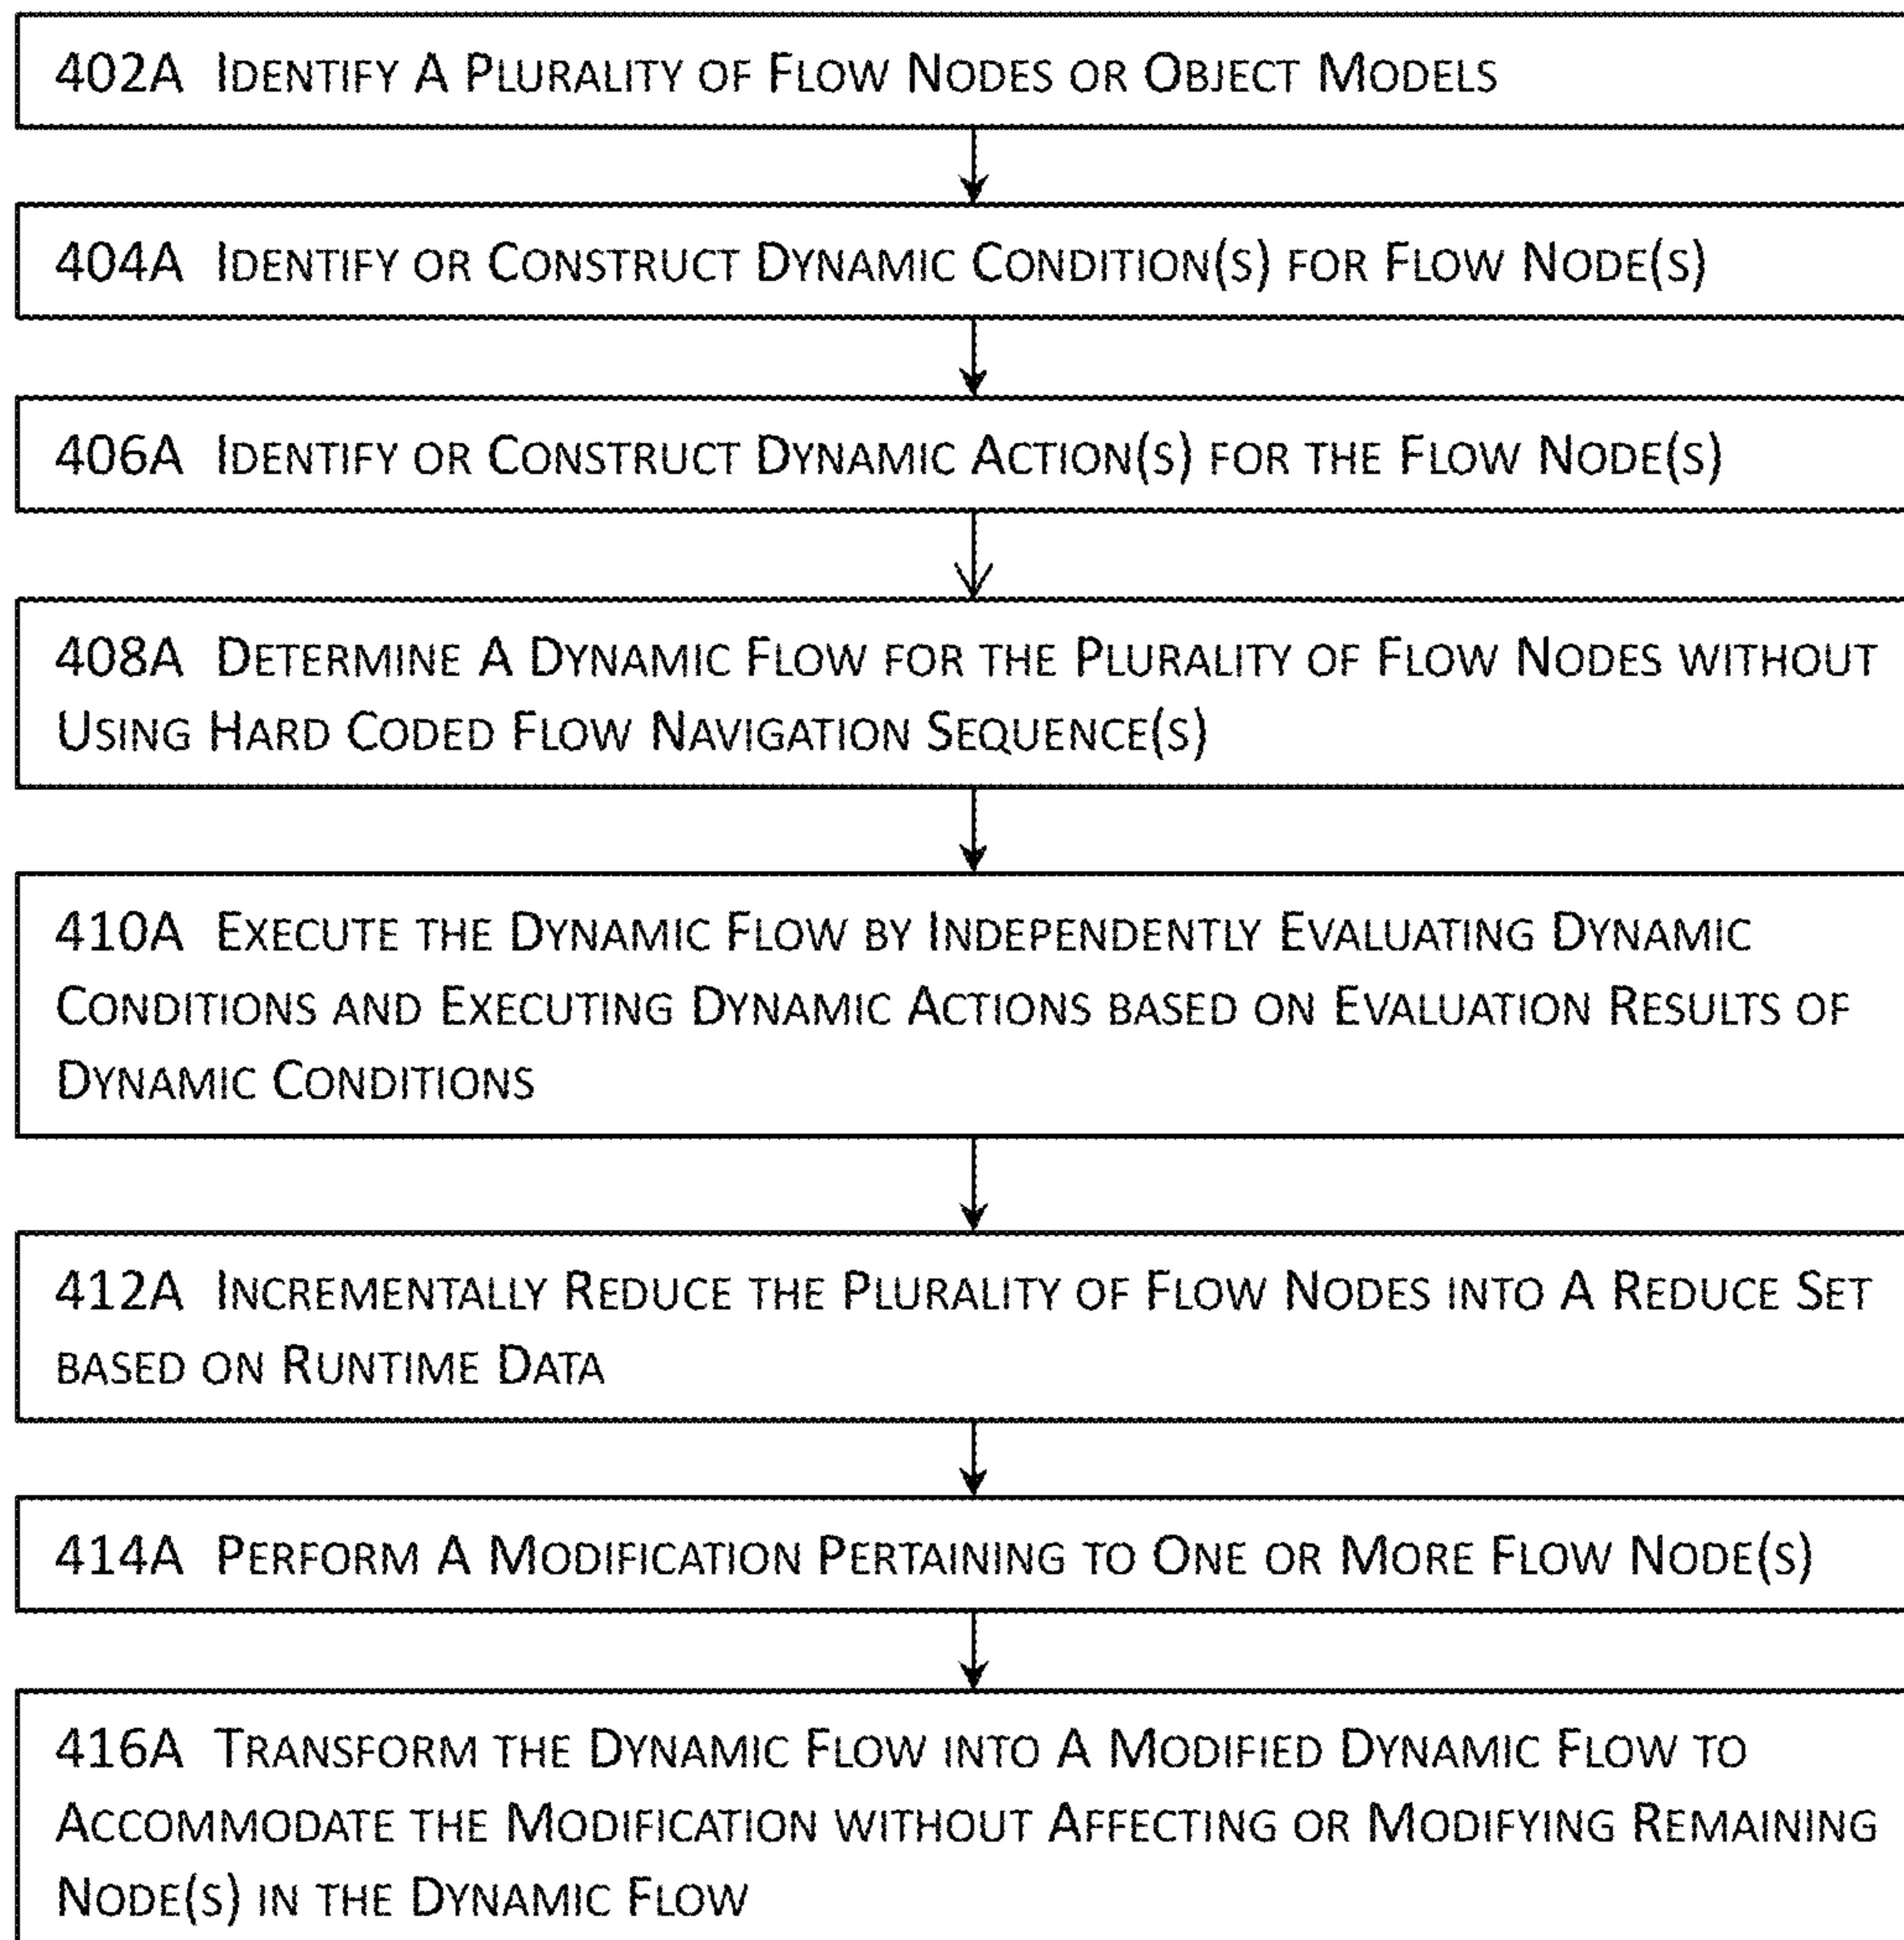 402A IDENTIFY A PLURALITY OF FLOW NODES OR OBJECT MODELS
404A IDENTIFY OR CONSTRUCT DYNAMIC CONDITION(S) FOR FLOW NODE(S)
406A IDENTIFY OR CONSTRUCT DYNAMIC ACTION(S) FOR THE FLOW NODE(S)
408A DETERMINE A DYNAMIC FLOW FOR THE PLURALITY OF FLOW NODES WITHOUT
USING HARD CODED FLOW NAVIGATION SEQUENCE(S)
410A EXECUTE THE DYNAMIC FLOW BY INDEPENDENTLY EVALUATING DYNAMIC
CONDITIONS AND EXECUTING DYNAMIC ACTIONS BASED ON EVALUATION RESULTS OF
DYNAMIC CONDITIONS
412A INCREMENTALLY REDUCE THE PLURALITY OF FLOW NODES INTO A REDUCE SET
BASED ON RUNTIME DATA
414A PERFORM A MODIFICATION PERTAINING TO ONE OR MORE FLOW NODE(S)
416A TRANSFORM THE DYNAMIC FLOW INTO A MODIFIED DYNAMIC FLOW TO
ACCOMMODATE THE MODIFICATION WITHOUT AFFECTING OR MODIFYING REMAINING
NODE(S) IN THE DYNAMIC FLOW